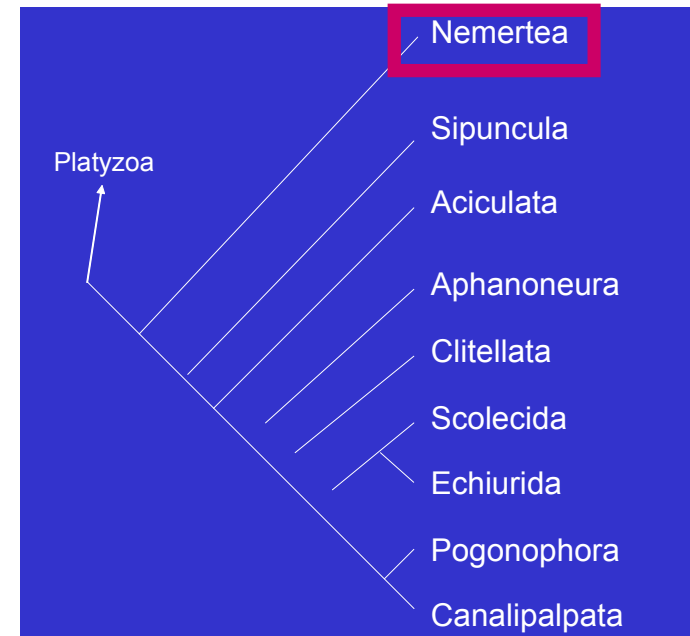 Nemertea
Sipuncula
Platyzoa
Aciculata
Aphanoneura
Clitellata
Scolecida
Echiurida
Pogonophora
Canalipalpata